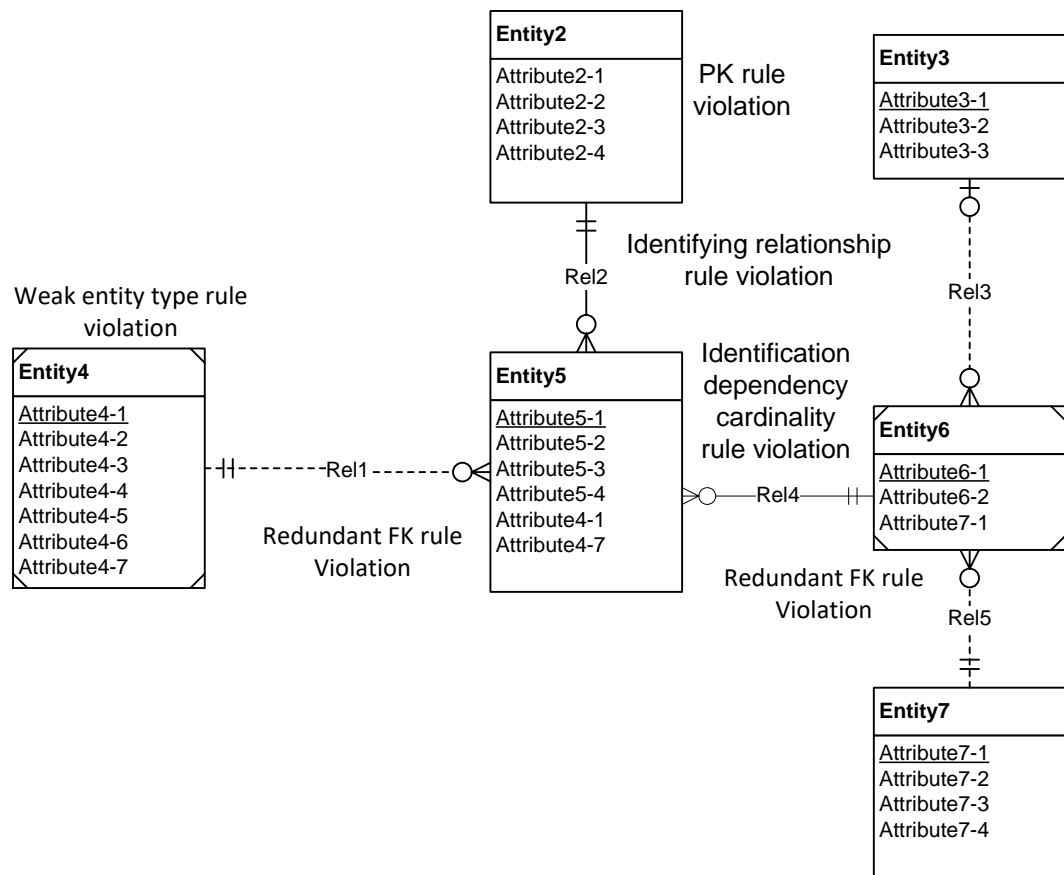 Entity2
Attribute2-1
Attribute2-2
Attribute2-3
Attribute2-4
PK rule
violation
Entity3
Attribute3-1
Attribute3-2
Attribute3-3
Identifying relationship
rule violation
Rel2
Rel3
Weak entity type rule
violation
Entity4
Attribute4-1
Attribute4-2
Attribute4-3
Attribute4-4
Attribute4-5
Attribute4-6
Attribute4-7
Rel1
Redundant FK rule
Violation
Entity5
Attribute5-1
Attribute5-2
Attribute5-3
Attribute5-4
Attribute4-1
Attribute4-7
Identification
dependency
cardinality
rule violation
Rel4
Entity6
Attribute6-1
Attribute6-2
Attribute7-1
Redundant FK rule
Violation
Rel5
Entity7
Attribute7-1
Attribute7-2
Attribute7-3
Attribute7-4